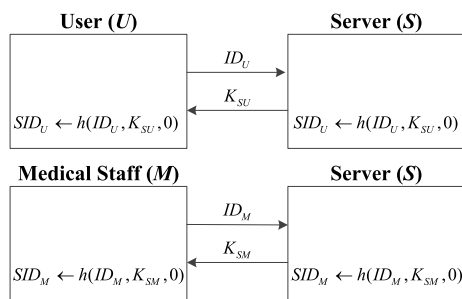 User (U) Server (S)
ID_U
K_SU
SID_U ← h(ID_U, K_SU, 0) SID_U ← h(ID_U, K_SU, 0)
Medical Staff (M) Server (S)
ID_M
K_SM
SID_M ← h(ID_M, K_SM, 0) SID_M ← h(ID_M, K_SM, 0)